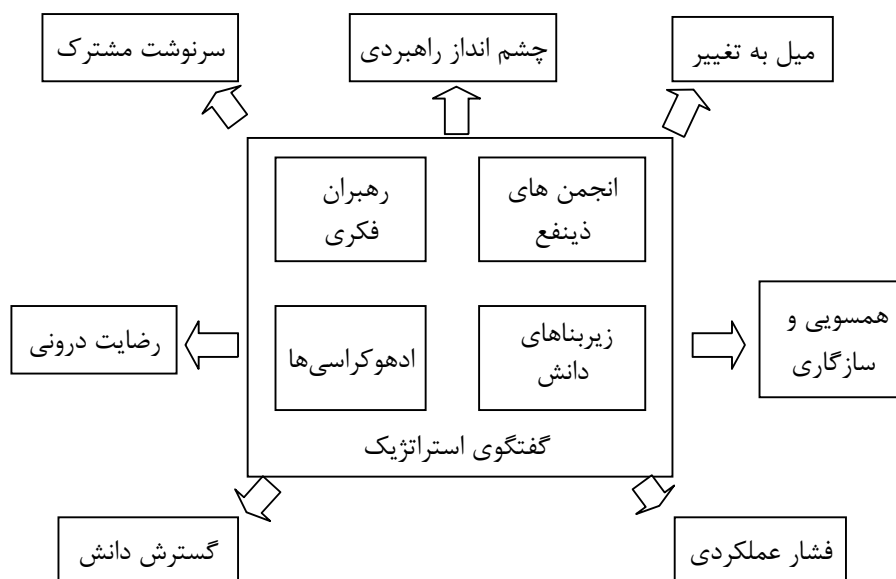 میل به تغییر
چشم انداز راهبردی
سرنوشت مشترک
انجمن های
ذینفع
رهبران
فکری
همسویی و
سازگاری
زیربناهای
دانش
ادهوکراسی‌ها
رضایت درونی
گفتگوی استراتژیک
فشار عملکردی
گسترش دانش